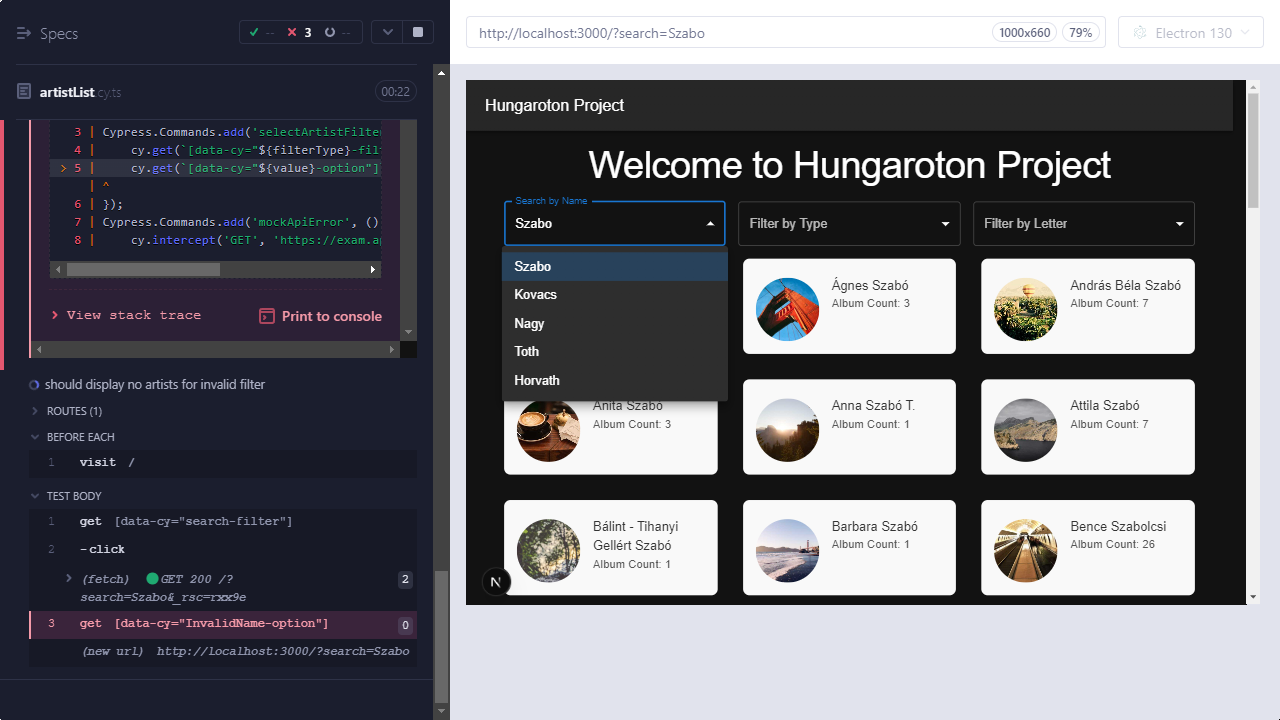 Specs
-- 3 --
artistList.cy.ts
00:22
3 | Cypress.Commands.add('selectArtistFilte
4 | cy.get(`[data-cy="${filterType}-fil
> 5 | cy.get(`[data-cy="${value}-option"]
| ^
6 | });
7 | Cypress.Commands.add('mockApiError', ()
8 | cy.intercept('GET', 'https://exam.a
View stack trace
Print to console
should display no artists for invalid filter
ROUTES (1)
BEFORE EACH
1 visit /
TEST BODY
1 get [data-cy="search-filter"]
2 -click
(fetch) GET 200 /?
search=Szabo&_rsc=rxx9e
2
3 get [data-cy="InvalidName-option"] 0
(new url) http://localhost:3000/?search=Szabo
http://localhost:3000/?search=Szabo
1000x660
79%
Electron 130
Hungaroton Project
Welcome to Hungaroton Project
Search by Name
Szabo
Filter by Type
Filter by Letter
Szabo
Kovacs
Nagy
Toth
Horvath
Ágnes Szabó
Album Count: 3
András Béla Szabó
Album Count: 7
Anita Szabó
Album Count: 3
Anna Szabó T.
Album Count: 1
Attila Szabó
Album Count: 7
Bálint - Tihanyi
Gellért Szabó
Album Count: 1
Barbara Szabó
Album Count: 1
Bence Szabolcsi
Album Count: 26
N